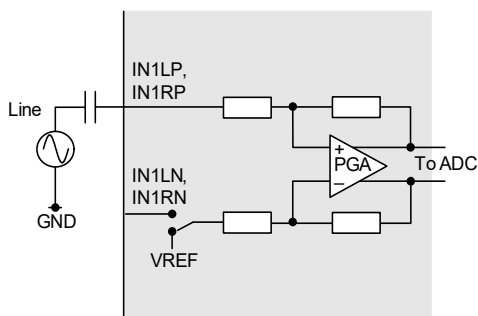 IN1LP,
IN1RP
Line
+
PGA
−
To ADC
IN1LN,
IN1RN
GND
VREF